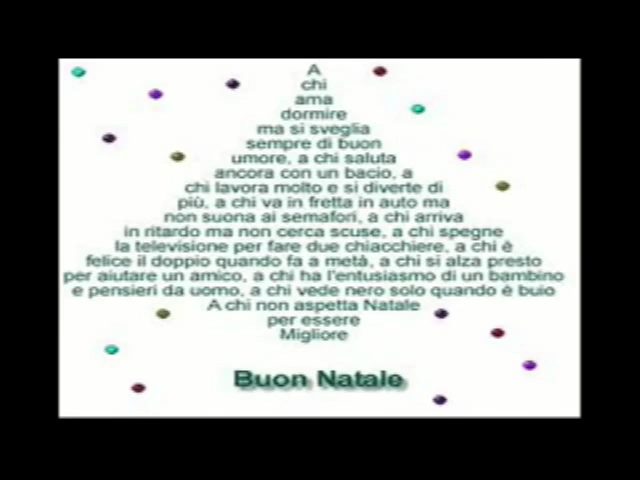 A
chi
ama
dormire
ma si sveglia
sempre di buon
umore, a chi saluta
ancora con un bacio, a
chi lavora molto e si diverte di
più, a chi va in fretta in auto ma
non suona ai semafori, a chi arriva
in ritardo ma non cerca scuse, a chi spegne
la televisione per fare due chiacchiere, a chi è
felice il doppio quando fa a metà, a chi si alza presto
per aiutare un amico, a chi ha l'entusiasmo di un bambino
e pensieri da uomo, a chi vede nero solo quando è buio
A chi non aspetta Natale
per essere
Migliore
Buon Natale